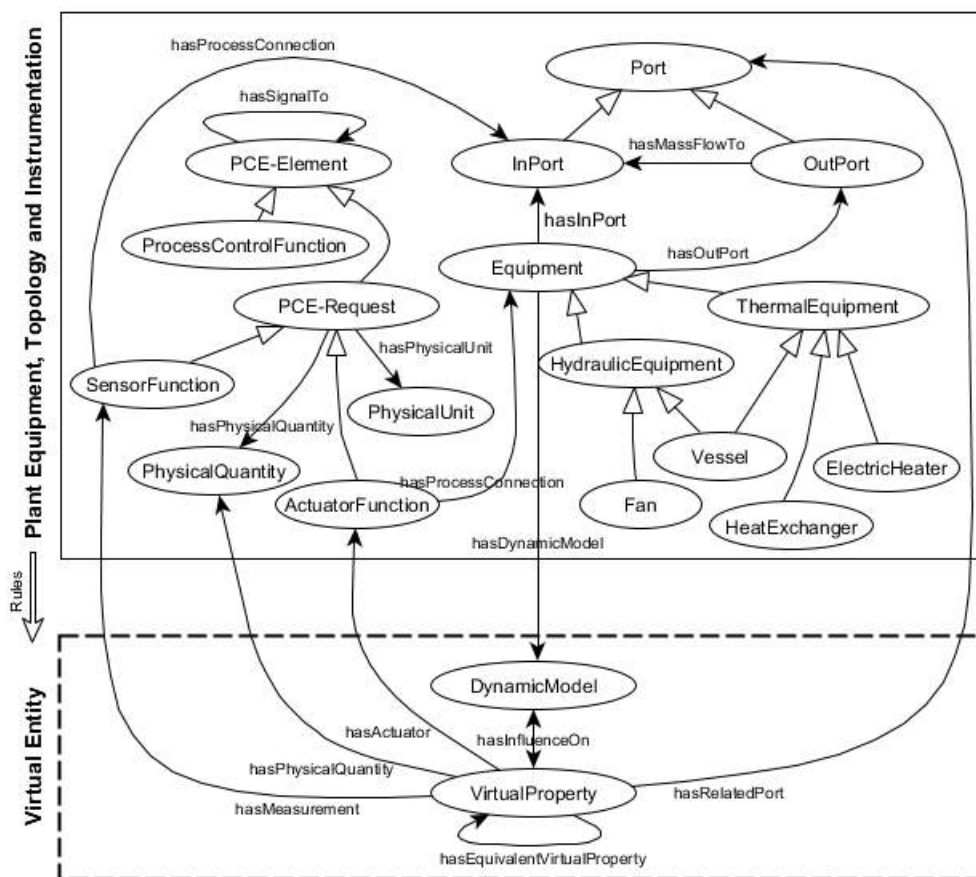 Plant Equipment, Topology and Instrumentation
hasProcessConnection
Port
hasSignalTo
PCE-Element
InPort
hasMassFlowTo
OutPort
ProcessControlFunction
hasInPort
hasOutPort
Equipment
PCE-Request
ThermalEquipment
hasPhysicalUnit
HydraulicEquipment
SensorFunction
PhysicalUnit
hasPhysicalQuantity
Vessel
PhysicalQuantity
ElectricHeater
hasProcessConnection
ActuatorFunction
Fan
HeatExchanger
hasDynamicModel
Rules
Virtual Entity
DynamicModel
hasActuator
hasInfluenceOn
hasPhysicalQuantity
VirtualProperty
hasRelatedPort
hasMeasurement
hasEquivalentVirtualProperty